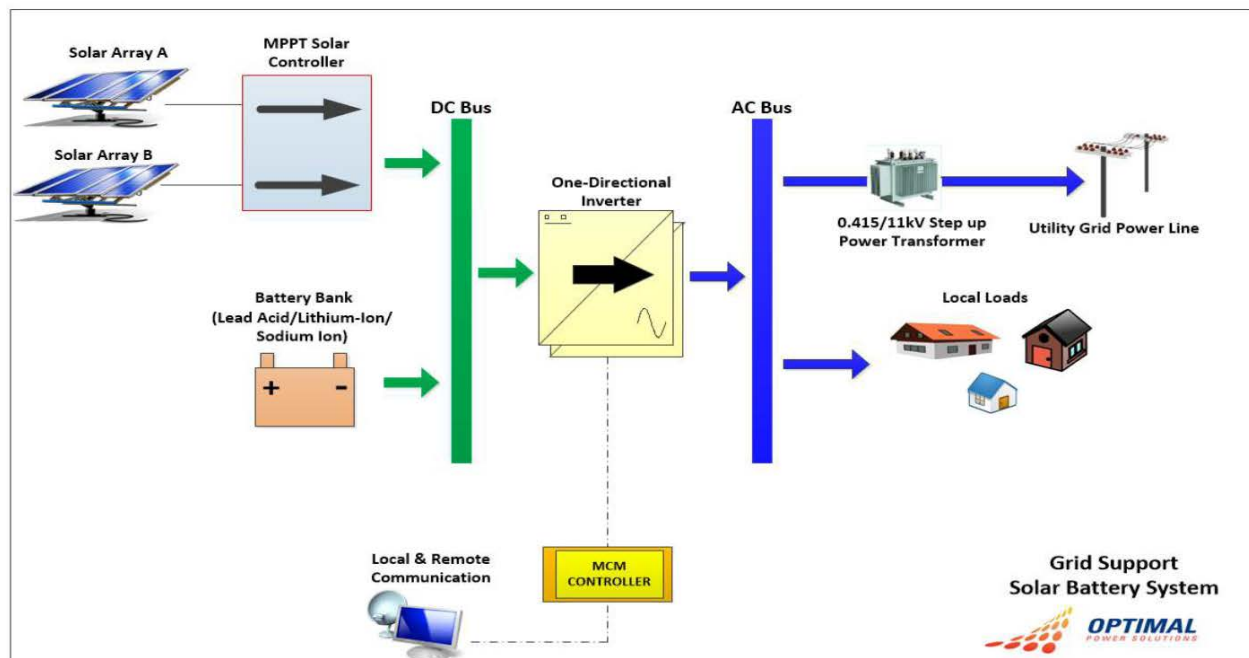 Solar Array A
MPPT Solar
Controller
Solar Array B
DC Bus
AC Bus
One-Directional
Inverter
0.415/11kV Step up
Power Transformer
Utility Grid Power Line
Battery Bank
(Lead Acid/Lithium-Ion/
Sodium Ion)
+ -
Local Loads
Local & Remote
Communication
MCM
CONTROLLER
Grid Support
Solar Battery System
OPTIMAL
POWER SOLUTIONS